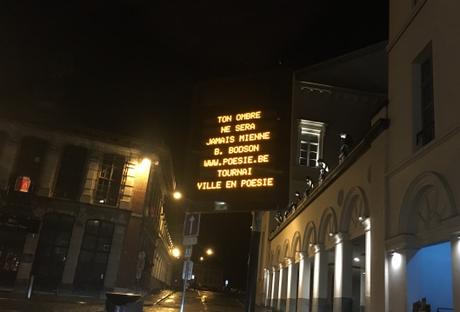 TON OMBRE
NE SERA
JAMAIS MIENNE
B. BODSON
WWW.POESIE.BE
TOURNAI
VILLE EN POESIE